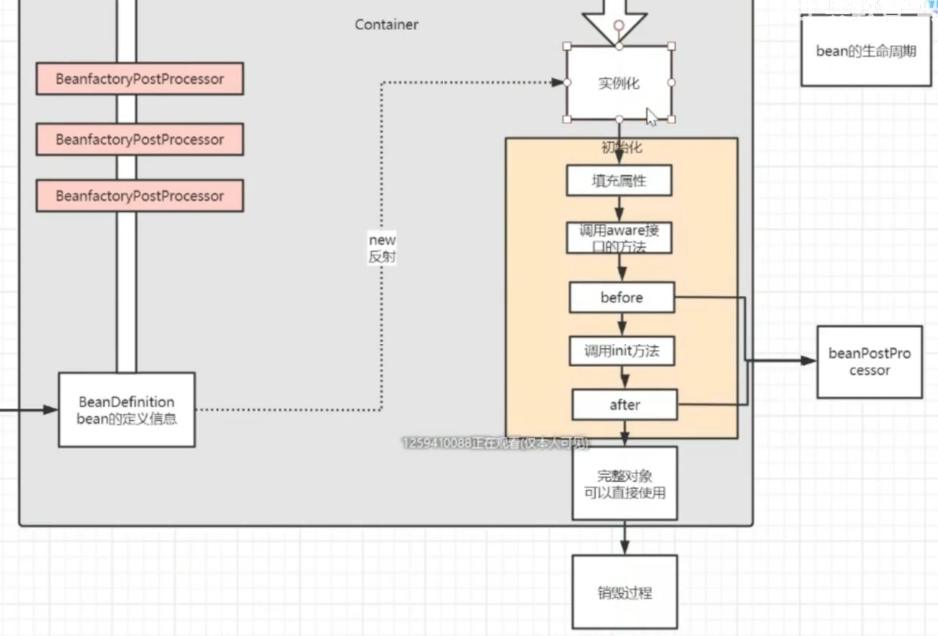 Container
bean的生命周期
BeanfactoryPostProcessor
实例化
BeanfactoryPostProcessor
初始化
填充属性
BeanfactoryPostProcessor
new
反射
调用aware接
口的方法
before
调用init方法
beanPostPro
cessor
BeanDefinition
bean的定义信息
after
1259410088正在观看(仅本人可见)
完整对象
可以直接使用
销毁过程